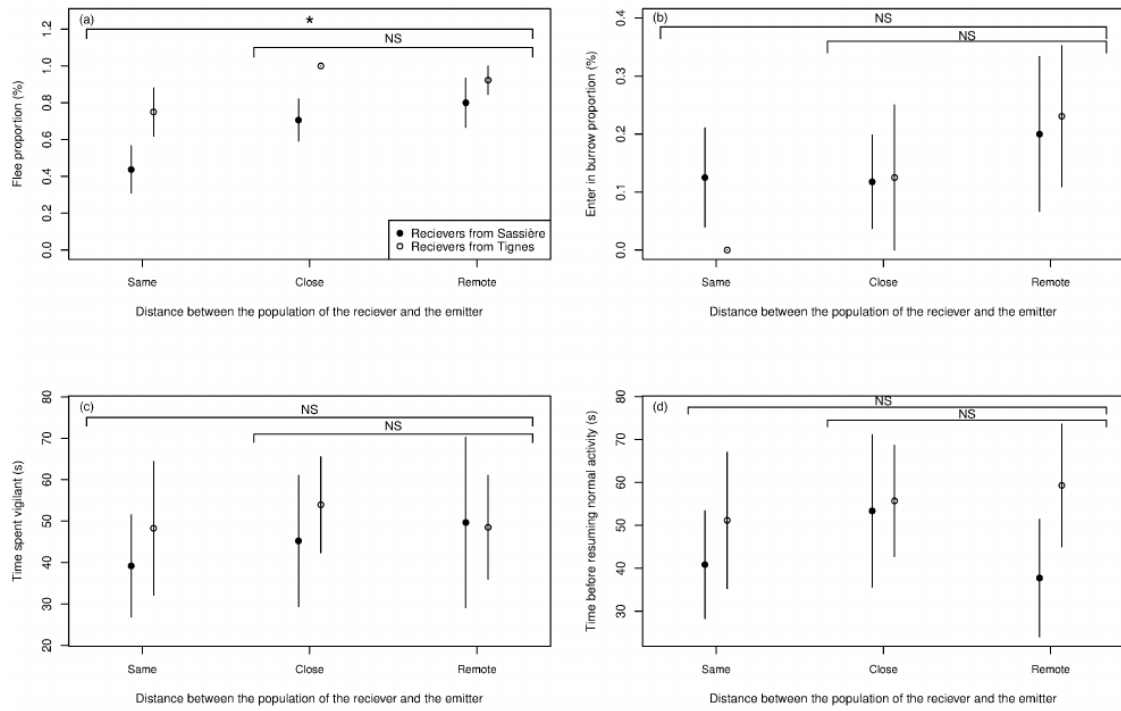 (a)
*
NS
1.2
1.0
0.8
0.6
0.4
0.2
0.0
Flee proportion (%)
Recievers from Sassière
Recievers from Tignes
Same Close Remote
Distance between the population of the reciever and the emitter
(b)
NS
NS
0.4
0.3
0.2
0.1
0.0
Enter in burrow proportion (%)
Same Close Remote
Distance between the population of the reciever and the emitter
(c)
NS
NS
80
70
60
50
40
30
20
Time spent vigilant (s)
Same Close Remote
Distance between the population of the reciever and the emitter
(d)
NS
NS
80
70
60
50
40
30
Time before resuming normal activity (s)
Same Close Remote
Distance between the population of the reciever and the emitter